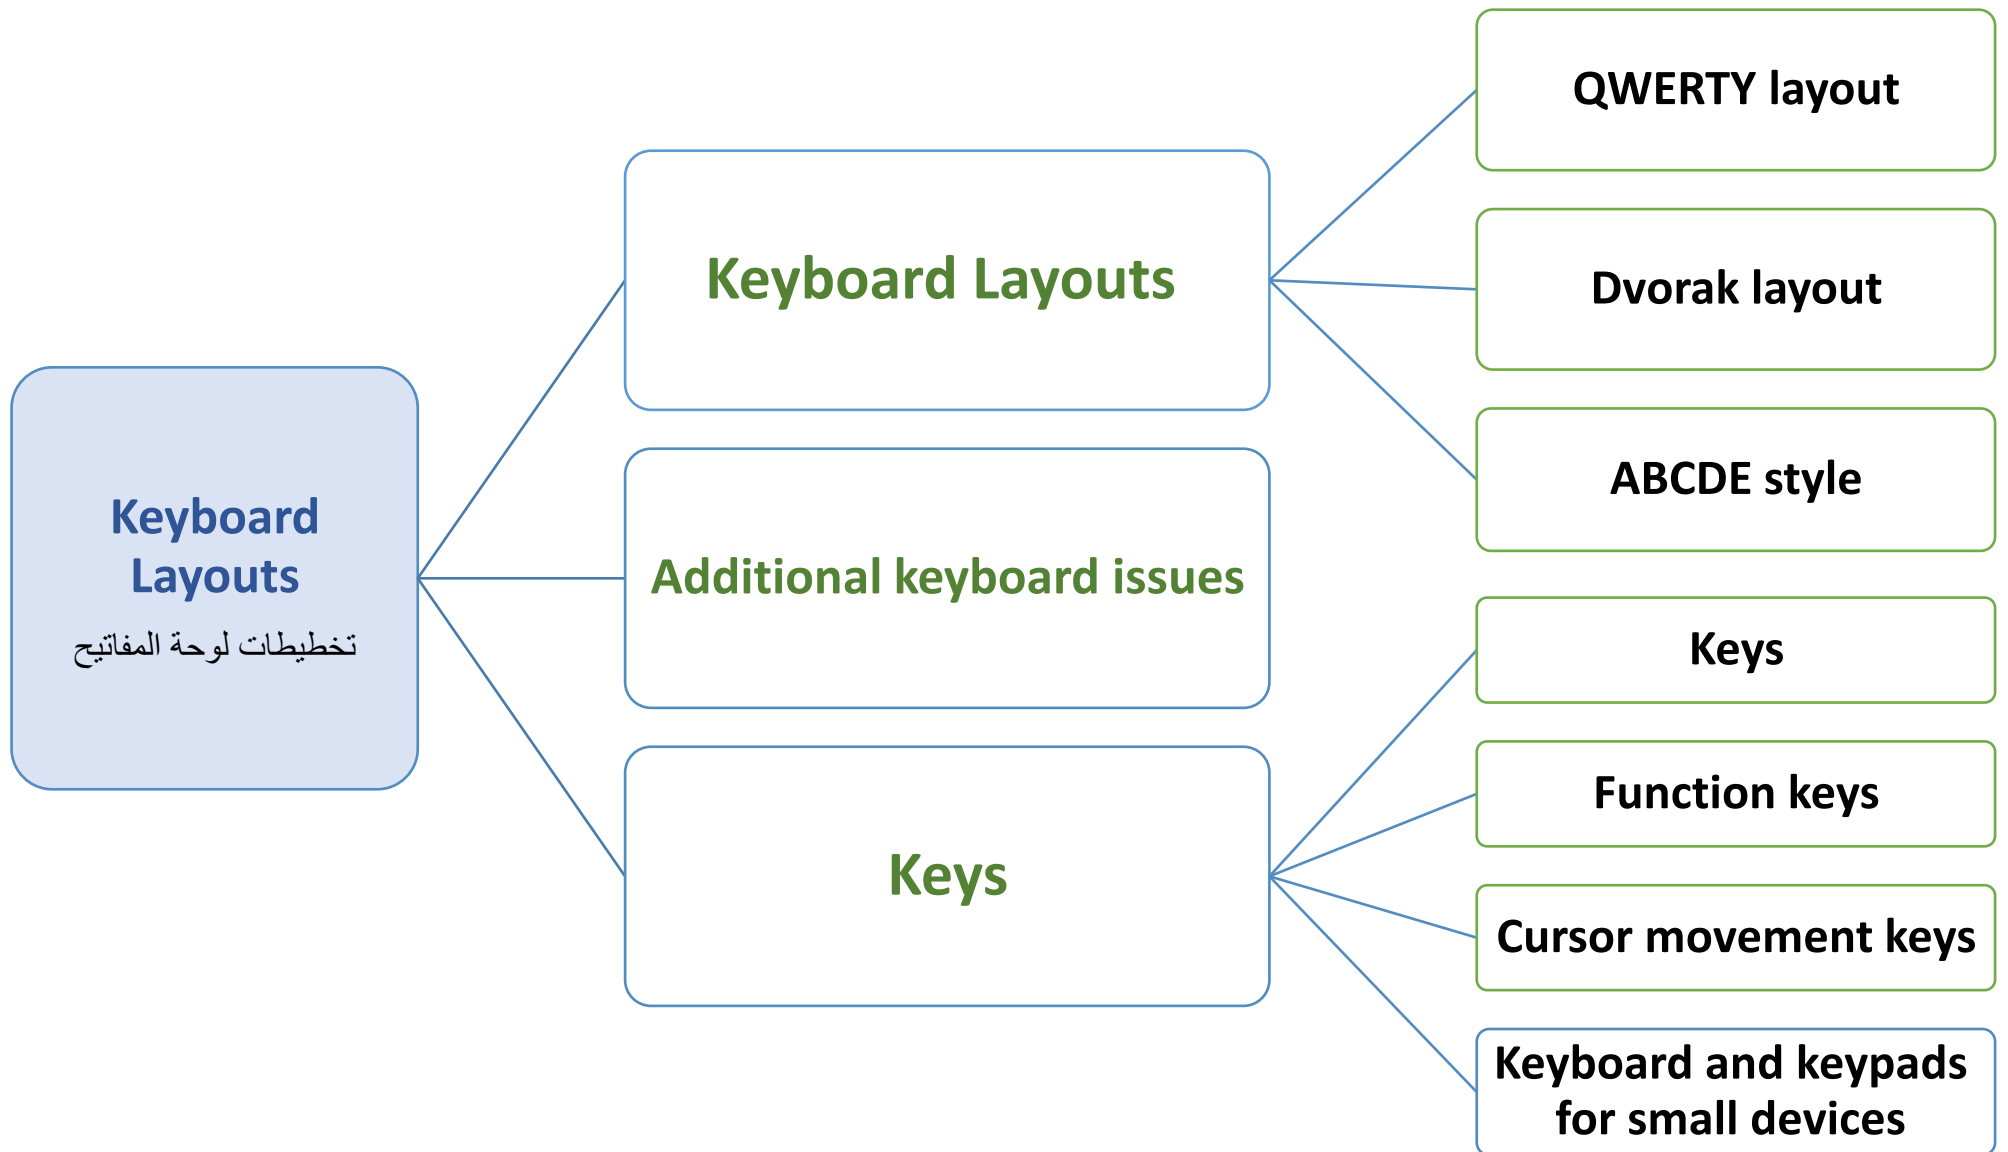 Keyboard
Layouts
تخطيطات لوحة المفاتيح
Keyboard Layouts
QWERTY layout
Dvorak layout
ABCDE style
Additional keyboard issues
Keys
Keys
Function keys
Cursor movement keys
Keyboard and keypads
for small devices